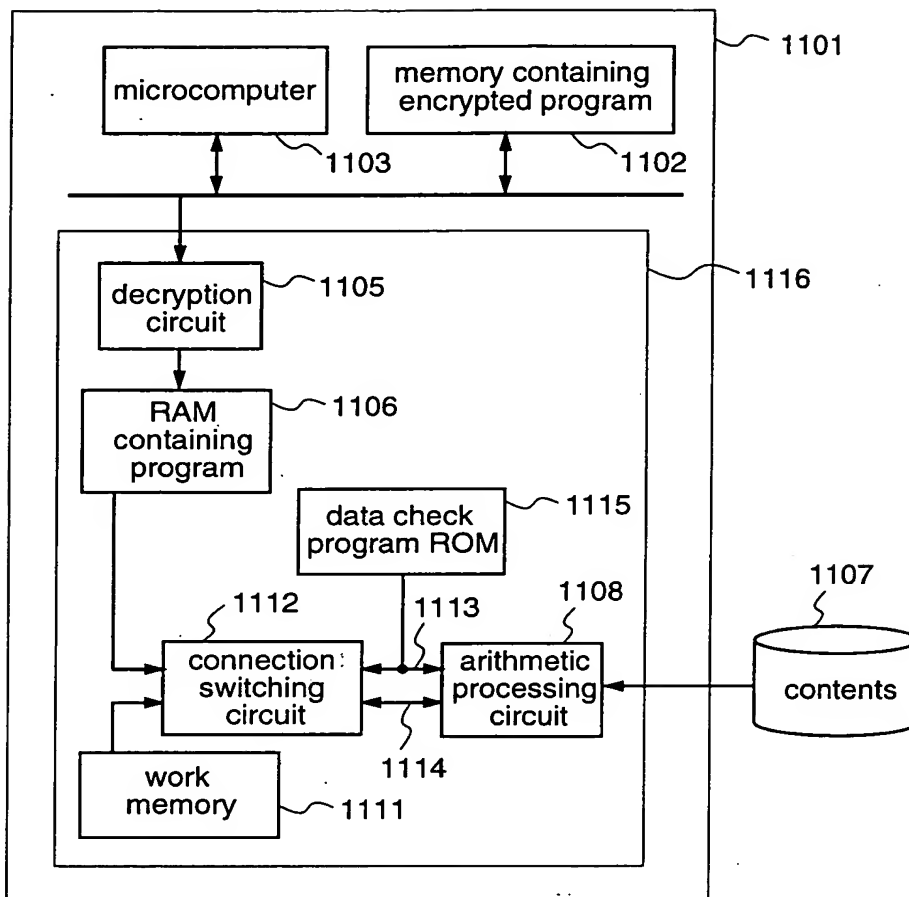 1101
microcomputer
memory containing
encrypted program
1103
1102
1116
decryption
circuit
1105
RAM
containing
program
1106
data check
program ROM
1115
1112
1113
1108
1107
connection
switching
circuit
arithmetic
processing
circuit
contents
1114
work
memory
1111